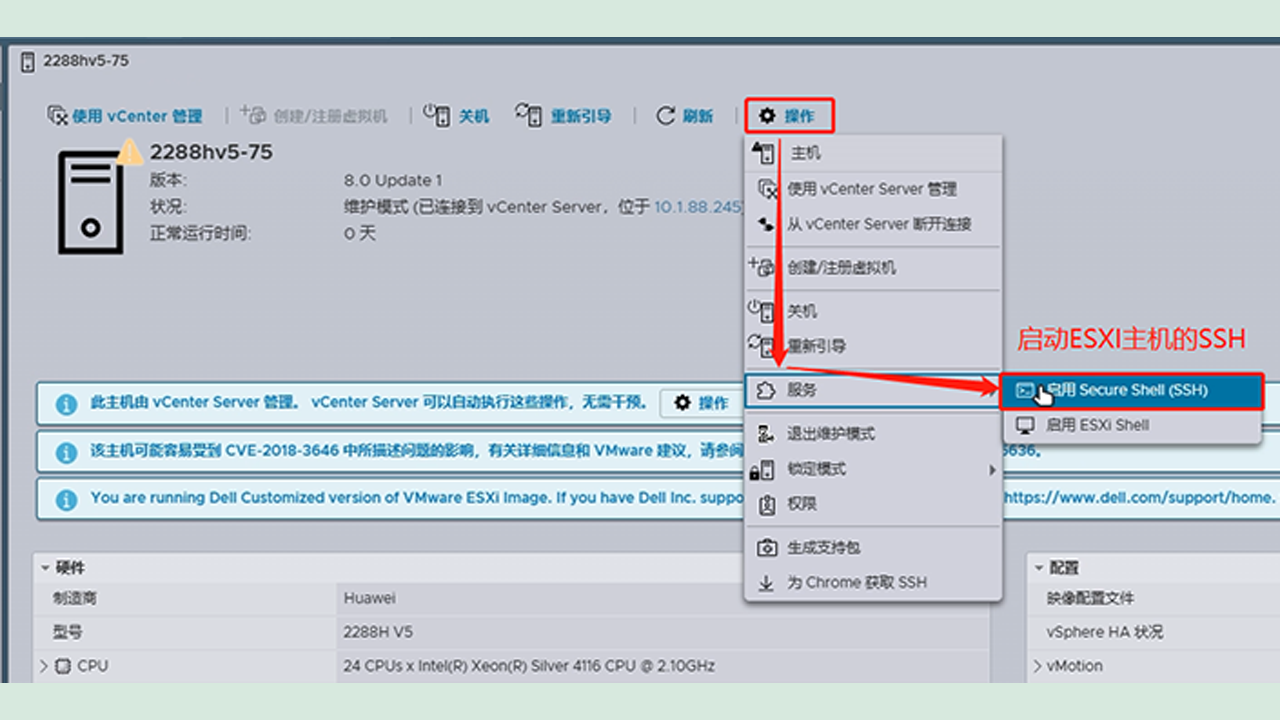 2288hv5-75
使用 vCenter 管理 | 创建/注册虚拟机 | 关机 重新引导 | 刷新 | 操作
2288hv5-75
版本: 8.0 Update 1
状况: 维护模式 (已连接到 vCenter Server，位于 10.1.88.245
正常运行时间: 0 天
主机
使用 vCenter Server 管理
从 vCenter Server 断开连接
创建/注册虚拟机
关机
重新引导
服务
退出维护模式
锁定模式
权限
生成支持包
为 Chrome 获取 SSH
启动ESXI主机的SSH
启用 Secure Shell (SSH)
启用 ESXi Shell
此主机由 vCenter Server 管理。 vCenter Server 可以自动执行这些操作，无需干预。 操作
该主机可能容易受到 CVE-2018-3646 中所描述问题的影响，有关详细信息和 VMware 建议，请参阅
You are running Dell Customized version of VMware ESXi Image. If you have Dell Inc. suppo
https://www.dell.com/support/home.
硬件
制造商 Huawei
型号 2288H V5
CPU 24 CPUs x Intel(R) Xeon(R) Silver 4116 CPU @ 2.10GHz
配置
映像配置文件
vSphere HA 状况
vMotion